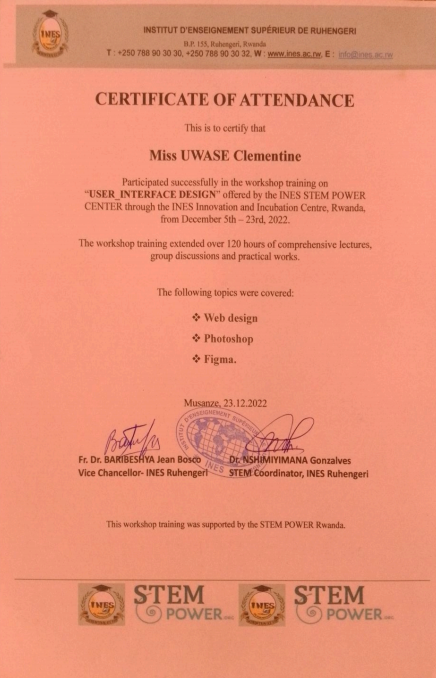 INSTITUT D'ENSEIGNEMENT SUPÉRIEUR DE RUHENGERI
B.P. 155, Ruhengeri, Rwanda
T : +250 788 90 30 30, +250 788 90 30 32, W : www.ines.ac.rw, E : info@ines.ac.rw
INES
CERTIFICATE OF ATTENDANCE
This is to certify that
Miss UWASE Clementine
Participated successfully in the workshop training on
“USER_INTERFACE DESIGN” offered by the INES STEM POWER
CENTER through the INES Innovation and Incubation Centre, Rwanda,
from December 5th – 23rd, 2022.
The workshop training extended over 120 hours of comprehensive lectures,
group discussions and practical works.
The following topics were covered:
❖ Web design
❖ Photoshop
❖ Figma.
Musanze, 23.12.2022
INES
Fr. Dr. BARIBESHYA Jean Bosco
Dr. NSHIMIYIMANA Gonzalves
Vice Chancellor- INES Ruhengeri
STEM Coordinator, INES Ruhengeri
This workshop training was supported by the STEM POWER Rwanda.
INES STEM POWER INES STEM POWER